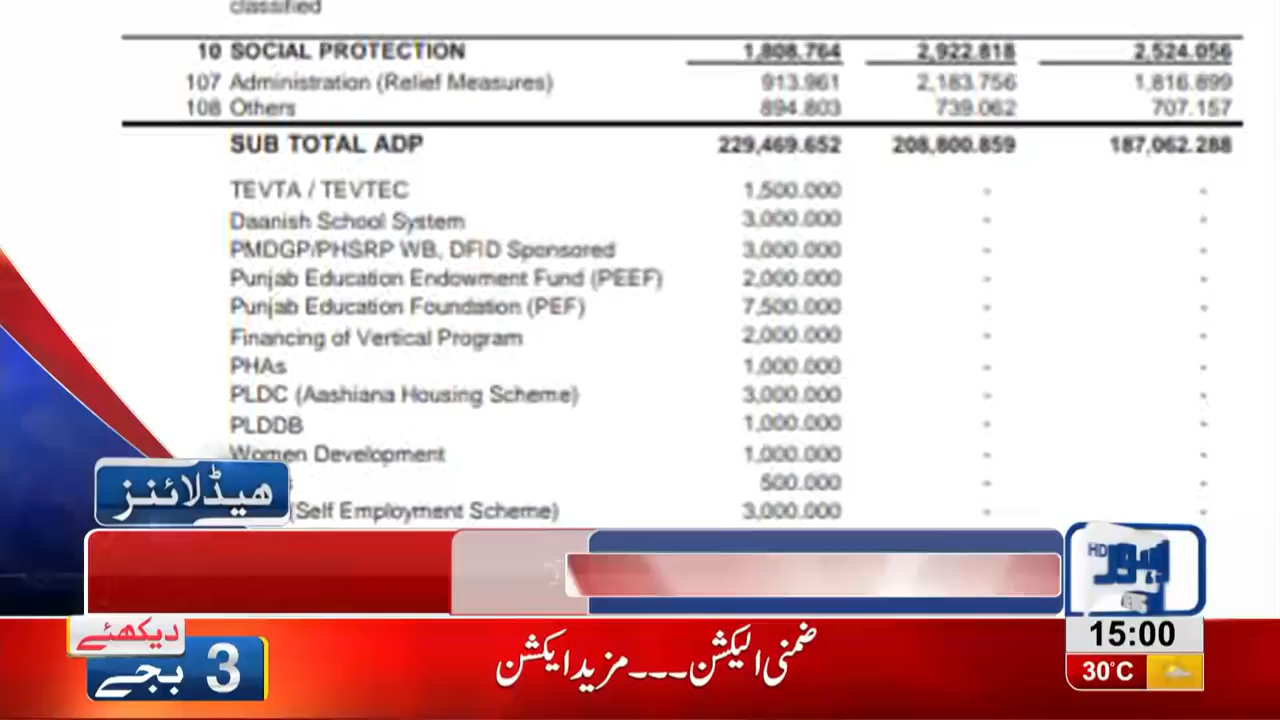 classified
10 SOCIAL PROTECTION 1,808.764 2,922.818 2,524.056
107 Administration (Relief Measures) 913.961 2,183.756 1,816.899
108 Others 894.803 739.062 707.157
SUB TOTAL ADP 229,469.652 208,800.859 187,062.288
TEVTA / TEVTEC 1,500.000 - -
Daanish School System 3,000.000 - -
PMDGP/PHSRP WB, DFID Sponsored 3,000.000 - -
Punjab Education Endowment Fund (PEEF) 2,000.000 - -
Punjab Education Foundation (PEF) 7,500.000 - -
Financing of Vertical Program 2,000.000 - -
PHAs 1,000.000 - -
PLDC (Aashiana Housing Scheme) 3,000.000 - -
PLDDB 1,000.000 - -
Women Development 1,000.000 - -
500.000 - -
(Self Employment Scheme) 3,000.000 - -
ھیڈلائنز
HD
لاہور
15:00
30°C
دیکھئے
3 بجے
ضمنی الیکشن۔۔۔مزید ایکشن